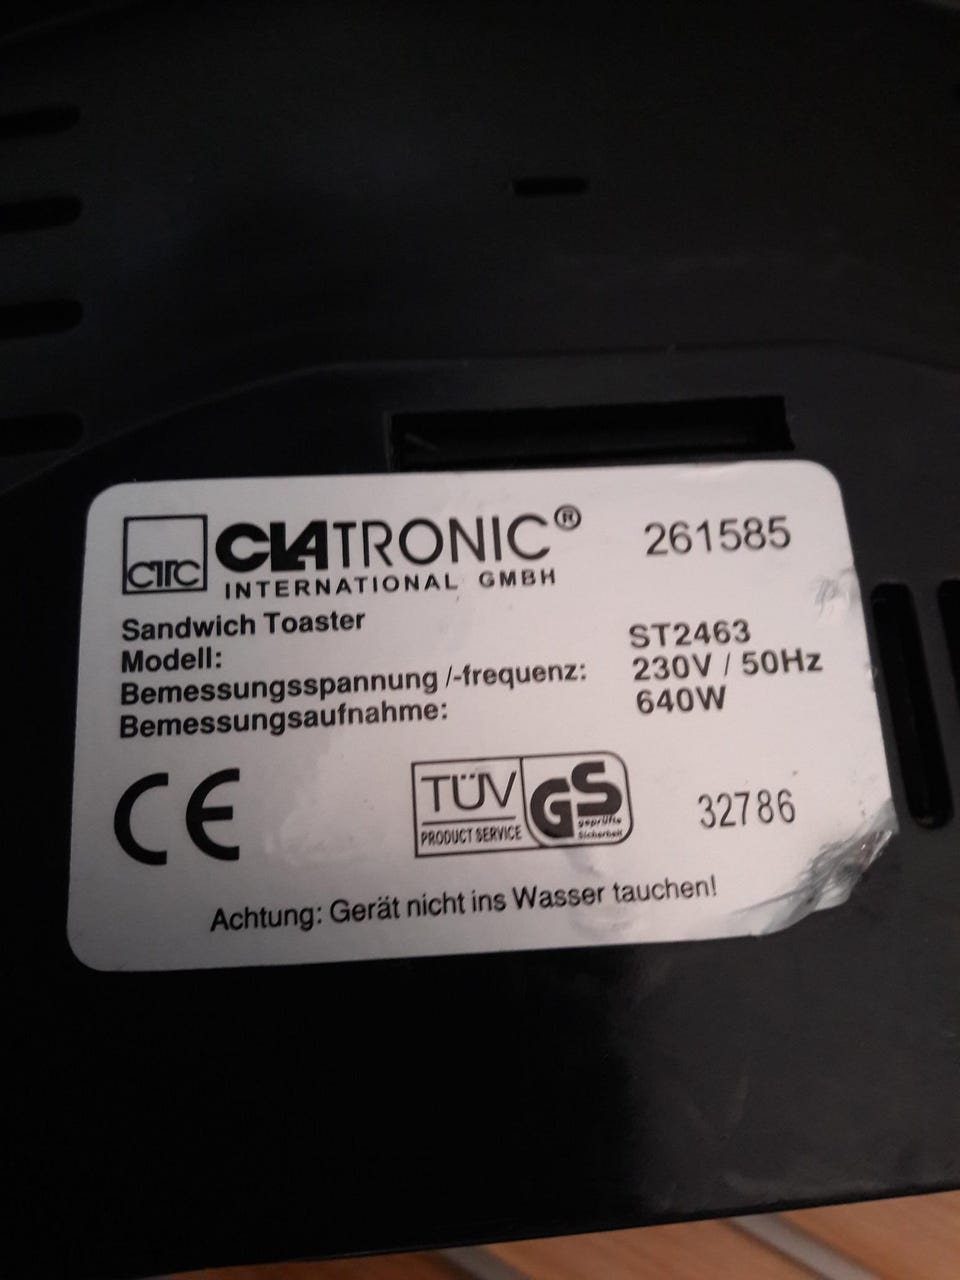 CTC CLATRONIC® 261585
INTERNATIONAL GMBH
Sandwich Toaster
Modell: ST2463
Bemessungsspannung /-frequenz: 230V / 50Hz
Bemessungsaufnahme: 640W
CE
TÜV GS
PRODUCT SERVICE
geprüfte
Sicherheit
32786
Achtung: Gerät nicht ins Wasser tauchen!